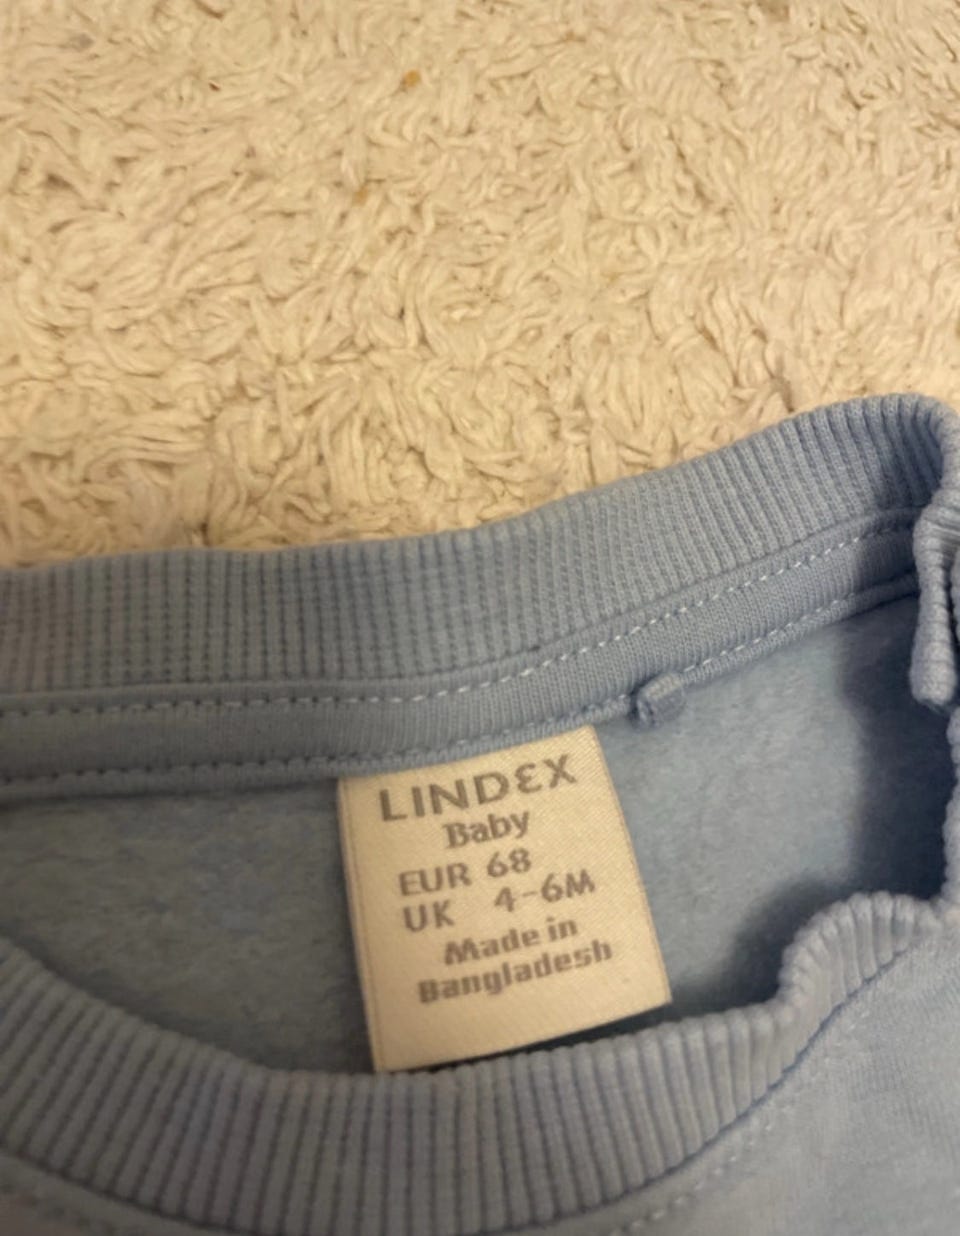 LINDEX
Baby
EUR 68
UK 4-6M
Made in
Bangladesh